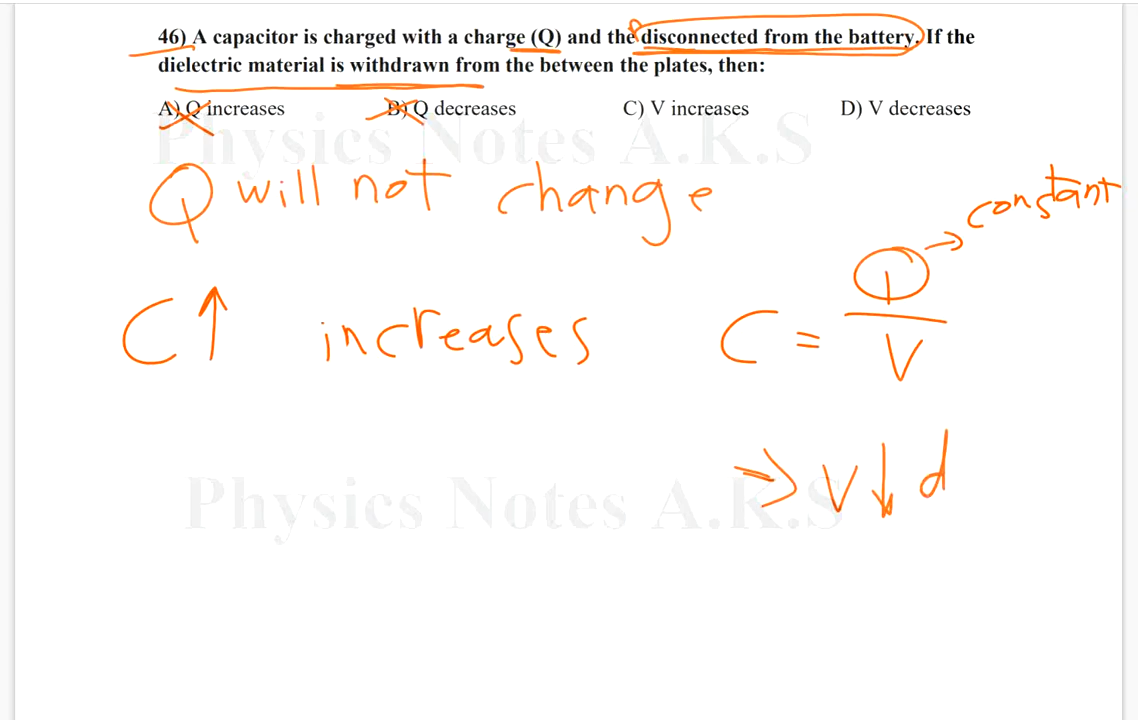 46) A capacitor is charged with a charge (Q) and the disconnected from the battery. If the
dielectric material is withdrawn from the between the plates, then:
A) Q increases B) Q decreases C) V increases D) V decreases
Physics Notes A.K.S
Q will not change
constant
C↑ increases C = Q/V
Physics Notes A.K.S
⇒ V↓ d